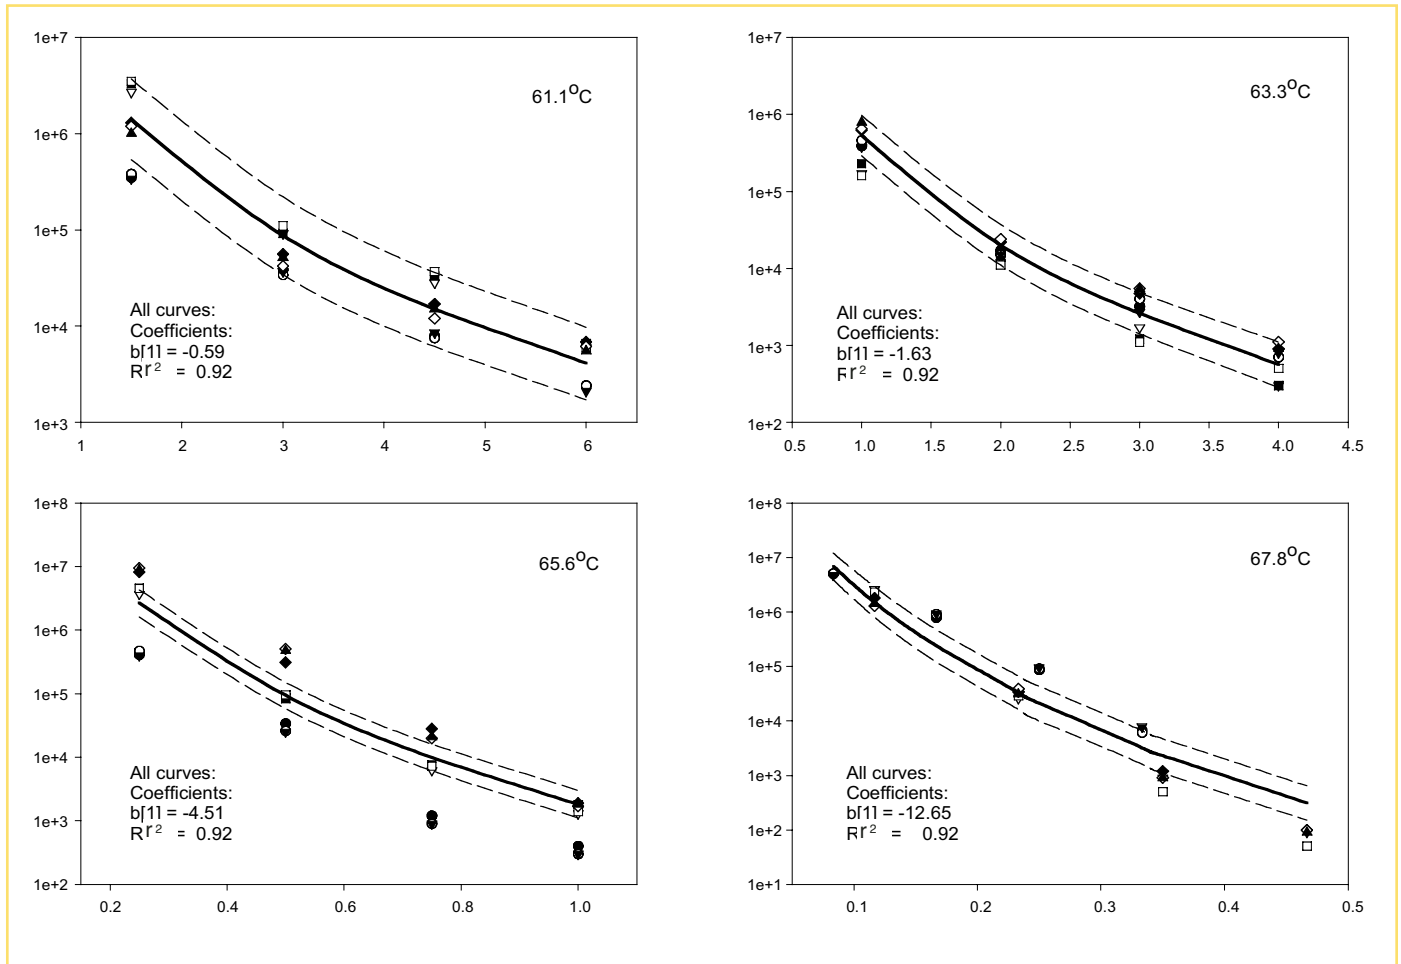 1e+7
1e+6
1e+5
1e+4
1e+3
1 2 3 4 5 6
61.1°C
All curves:
Coefficients:
b[1] = -0.59
Rr² = 0.92
1e+7
1e+6
1e+5
1e+4
1e+3
1e+2
0.5 1.0 1.5 2.0 2.5 3.0 3.5 4.0 4.5
63.3°C
All curves:
Coefficients:
b[1] = -1.63
Rr² = 0.92
1e+8
1e+7
1e+6
1e+5
1e+4
1e+3
1e+2
0.2 0.4 0.6 0.8 1.0
65.6°C
All curves:
Coefficients:
b[1] = -4.51
Rr² = 0.92
1e+8
1e+7
1e+6
1e+5
1e+4
1e+3
1e+2
1e+1
0.1 0.2 0.3 0.4 0.5
67.8°C
All curves:
Coefficients:
b[1] = -12.65
Rr² = 0.92